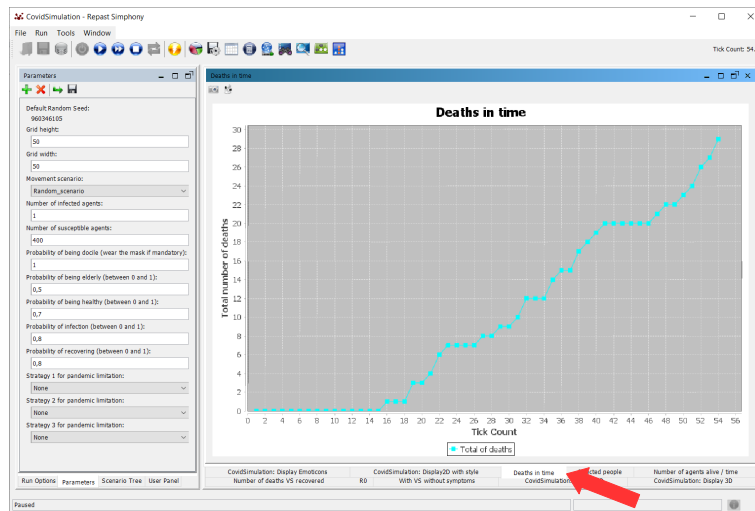 CovidSimulation - Repast Simphony
File Run Tools Window
Tick Count: 54.
Parameters
Default Random Seed:
960346105
Grid height:
50
Grid width:
50
Movement scenario:
Random_scenario
Number of infected agents:
1
Number of susceptible agents:
400
Probability of being docile (wear the mask if mandatory):
1
Probability of being elderly (between 0 and 1):
0,5
Probability of being healthy (between 0 and 1):
0,7
Probability of infection (between 0 and 1):
0,8
Probability of recovering (between 0 and 1):
0,8
Strategy 1 for pandemic limitation:
None
Strategy 2 for pandemic limitation:
None
Strategy 3 for pandemic limitation:
None
Run Options Parameters Scenario Tree User Panel
Deaths in time
Deaths in time
Total number of deaths
30
28
26
24
22
20
18
16
14
12
10
8
6
4
2
0
0 2 4 6 8 10 12 14 16 18 20 22 24 26 28 30 32 34 36 38 40 42 44 46 48 50 52 54 56
Tick Count
Total of deaths
CovidSimulation: Display Emoticons CovidSimulation: Display2D with style Deaths in time cted people Number of agents alive / time
Number of deaths VS recovered R0 With VS without symptoms CovidSimulation: CovidSimulation: Display 3D
Paused